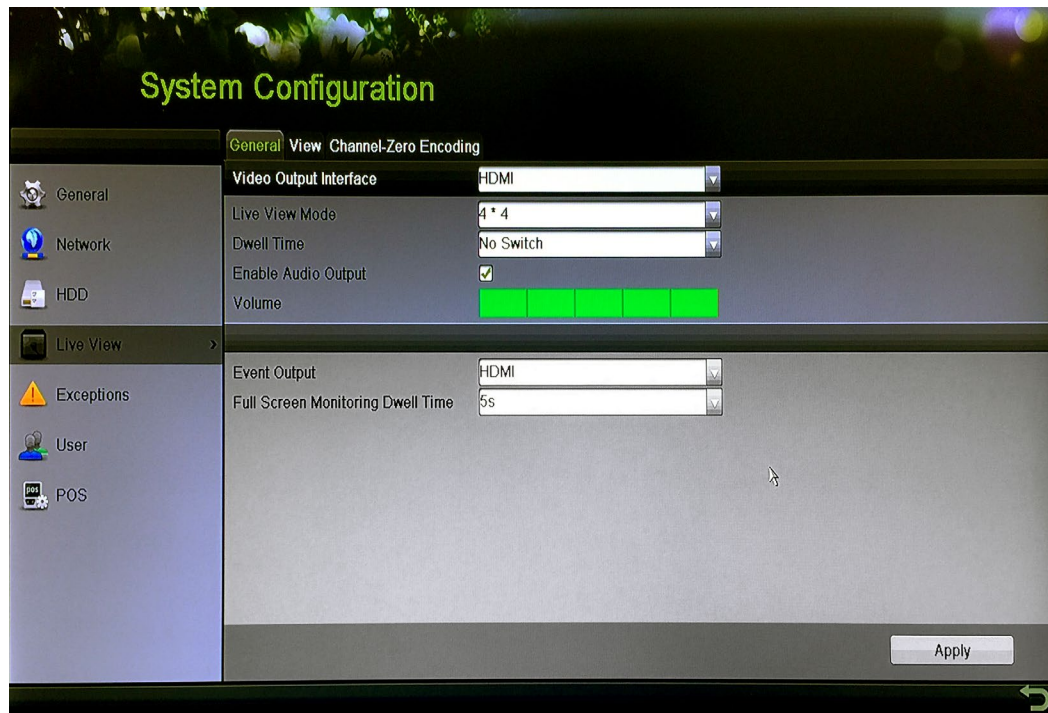 System Configuration
General View Channel-Zero Encoding
General
Network
HDD
Live View
Exceptions
User
pos POS
Video Output Interface HDMI
Live View Mode 4 * 4
Dwell Time No Switch
Enable Audio Output
Volume
Event Output HDMI
Full Screen Monitoring Dwell Time 5s
Apply